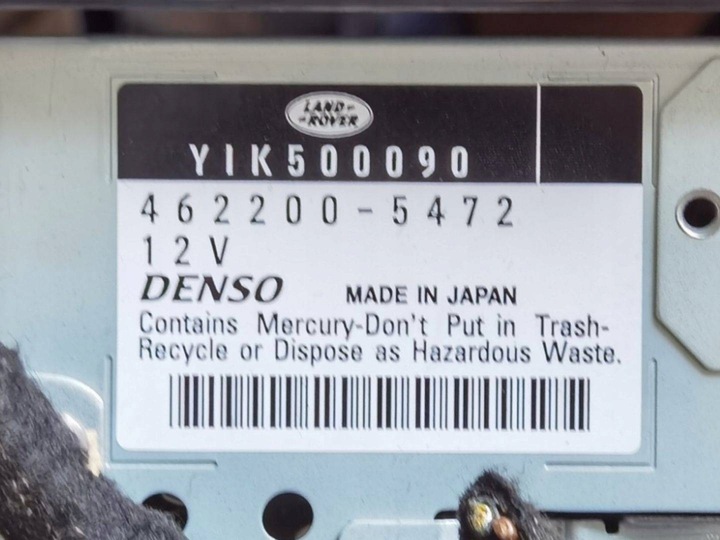 LAND-
-ROVER
YIK500090
462200-5472
12V
DENSO MADE IN JAPAN
Contains Mercury-Don't Put in Trash-
Recycle or Dispose as Hazardous Waste.